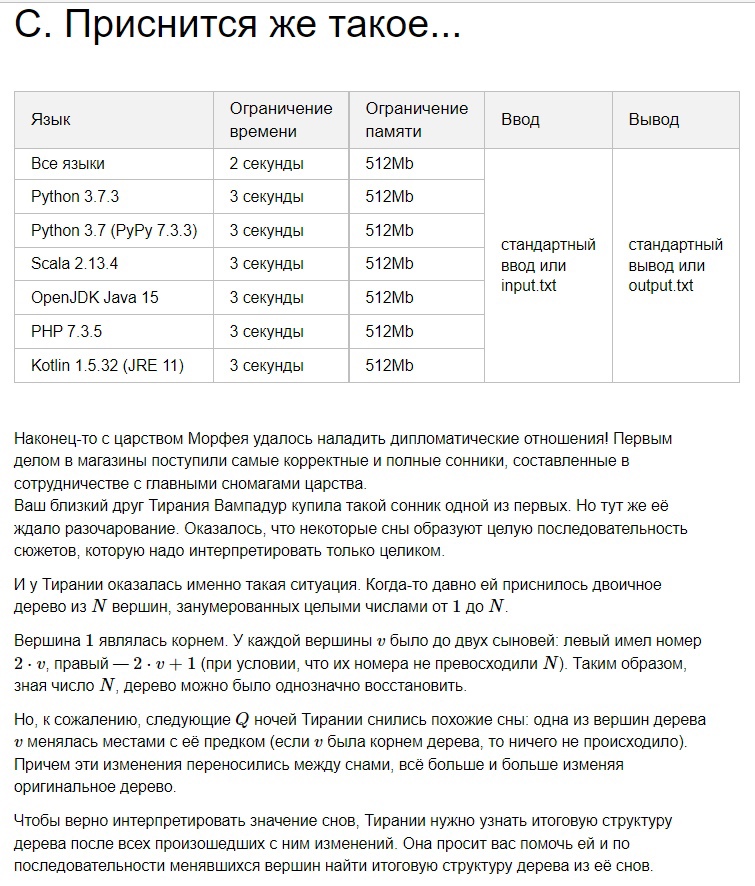 C. Приснится же такое...
Язык
Ограничение
времени
Ограничение
памяти
Ввод
Вывод
Все языки
2 секунды
512Mb
Python 3.7.3
3 секунды
512Mb
Python 3.7 (PyPy 7.3.3)
3 секунды
512Mb
Scala 2.13.4
3 секунды
512Mb
OpenJDK Java 15
3 секунды
512Mb
PHP 7.3.5
3 секунды
512Mb
Kotlin 1.5.32 (JRE 11)
3 секунды
512Mb
стандартный
ввод или
input.txt
стандартный
вывод или
output.txt
Наконец-то с царством Морфея удалось наладить дипломатические отношения! Первым
делом в магазины поступили самые корректные и полные сонники, составленные в
сотрудничестве с главными сномагами царства.
Ваш близкий друг Тирания Вампадур купила такой сонник одной из первых. Но тут же её
ждало разочарование. Оказалось, что некоторые сны образуют целую последовательность
сюжетов, которую надо интерпретировать только целиком.
И у Тирании оказалась именно такая ситуация. Когда-то давно ей приснилось двоичное
дерево из N вершин, занумерованных целыми числами от 1 до N.
Вершина 1 являлась корнем. У каждой вершины v было до двух сыновей: левый имел номер
2 · v, правый — 2 · v + 1 (при условии, что их номера не превосходили N). Таким образом,
зная число N, дерево можно было однозначно восстановить.
Но, к сожалению, следующие Q ночей Тирании снились похожие сны: одна из вершин дерева
v менялась местами с её предком (если v была корнем дерева, то ничего не происходило).
Причем эти изменения переносились между снами, всё больше и больше изменяя
оригинальное дерево.
Чтобы верно интерпретировать значение снов, Тирании нужно узнать итоговую структуру
дерева после всех произошедших с ним изменений. Она просит вас помочь ей и по
последовательности менявшихся вершин найти итоговую структуру дерева из её снов.